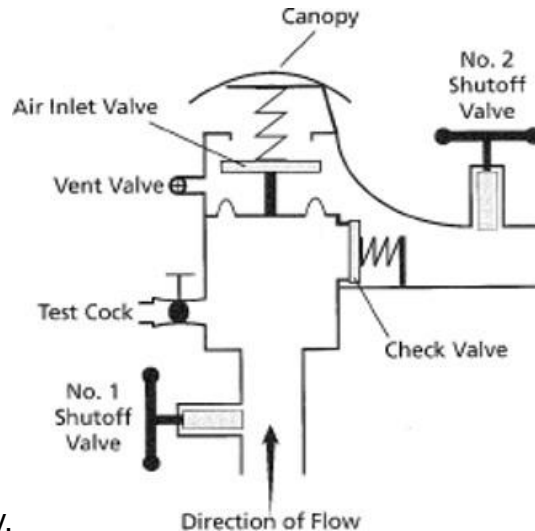 Canopy
No. 2
Shutoff
Valve
Air Inlet Valve
Vent Valve
Test Cock
Check Valve
No. 1
Shutoff
Valve
y.
Direction of Flow